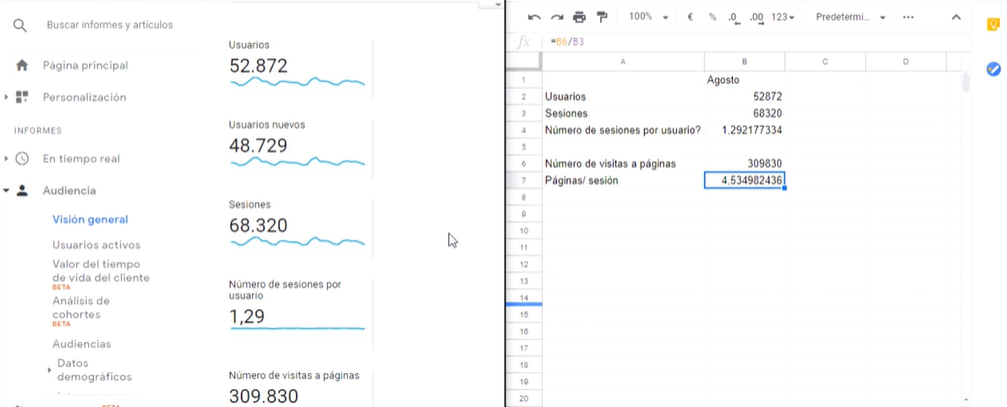 Buscar informes y artículos
Página principal
Personalización
INFORMES
En tiempo real
Audiencia
Visión general
Usuarios activos
Valor del tiempo
de vida del cliente
BETA
Análisis de
cohortes
BETA
Audiencias
Datos
demográficos
BETA
Usuarios
52.872
Usuarios nuevos
48.729
Sesiones
68.320
Número de sesiones por
usuario
1,29
Número de visitas a páginas
309.830
100% € % .0 .00 123 Predetermi... ···
fx =B6/B3
A B C D
1 Agosto
2 Usuarios 52872
3 Sesiones 68320
4 Número de sesiones por usuario? 1,292177334
5
6 Número de visitas a páginas 309830
7 Páginas/ sesión 4,534982436
8
9
10
11
12
13
14
15
16
17
18
19
20